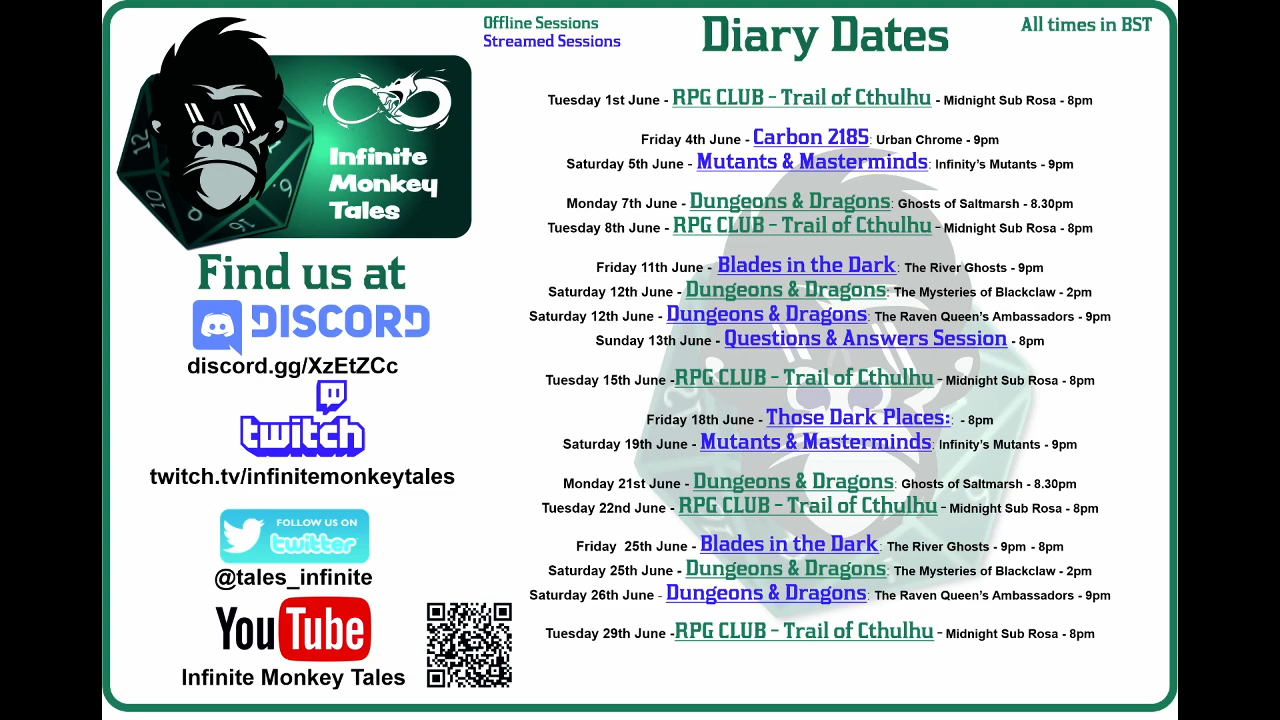 Offline Sessions
Streamed Sessions
Diary Dates
All times in BST
Infinite
Monkey
Tales
12
10
0
16
9.
Find us at
DISCORD
discord.gg/XzEtZCc
twitch
twitch.tv/infinitemonkeytales
FOLLOW US ON
twitter
@tales_infinite
YouTube
Infinite Monkey Tales
Tuesday 1st June - RPG CLUB - Trail of Cthulhu - Midnight Sub Rosa - 8pm
Friday 4th June - Carbon 2185: Urban Chrome - 9pm
Saturday 5th June - Mutants & Masterminds: Infinity's Mutants - 9pm
Monday 7th June - Dungeons & Dragons: Ghosts of Saltmarsh - 8.30pm
Tuesday 8th June - RPG CLUB - Trail of Cthulhu - Midnight Sub Rosa - 8pm
Friday 11th June - Blades in the Dark: The River Ghosts - 9pm
Saturday 12th June - Dungeons & Dragons: The Mysteries of Blackclaw - 2pm
Saturday 12th June - Dungeons & Dragons: The Raven Queen's Ambassadors - 9pm
Sunday 13th June - Questions & Answers Session - 8pm
Tuesday 15th June -RPG CLUB - Trail of Cthulhu - Midnight Sub Rosa - 8pm
Friday 18th June - Those Dark Places:: - 8pm
Saturday 19th June - Mutants & Masterminds: Infinity's Mutants - 9pm
Monday 21st June - Dungeons & Dragons: Ghosts of Saltmarsh - 8.30pm
Tuesday 22nd June - RPG CLUB - Trail of Cthulhu - Midnight Sub Rosa - 8pm
Friday 25th June - Blades in the Dark: The River Ghosts - 9pm - 8pm
Saturday 25th June - Dungeons & Dragons: The Mysteries of Blackclaw - 2pm
Saturday 26th June - Dungeons & Dragons: The Raven Queen's Ambassadors - 9pm
Tuesday 29th June -RPG CLUB - Trail of Cthulhu - Midnight Sub Rosa - 8pm